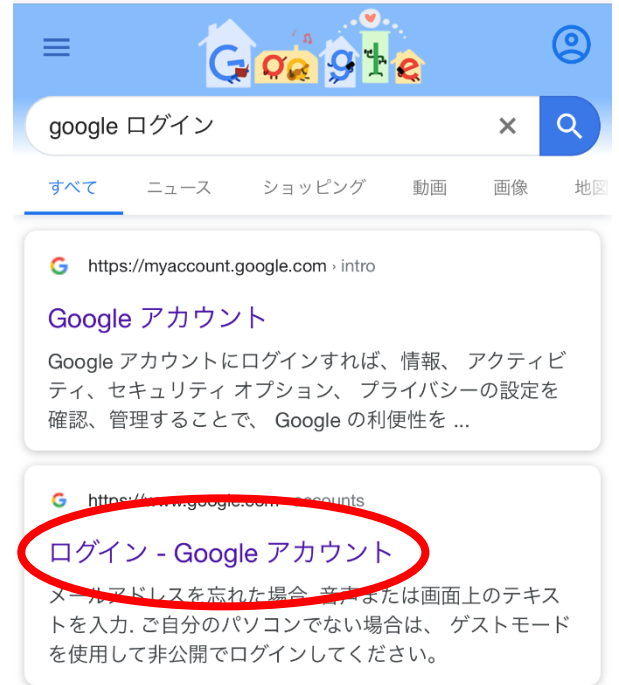 Google
google ログイン
すべて ニュース ショッピング 動画 画像 地図
https://myaccount.google.com › intro
Google アカウント
Google アカウントにログインすれば、情報、 アクティビ
ティ、セキュリティ オプション、 プライバシーの設定を
確認、管理することで、 Google の利便性を ...
https://www.google.com › accounts
ログイン - Google アカウント
メールアドレスを忘れた場合. 音声または画面上のテキス
トを入力. ご自分のパソコンでない場合は、 ゲストモード
を使用して非公開でログインしてください。